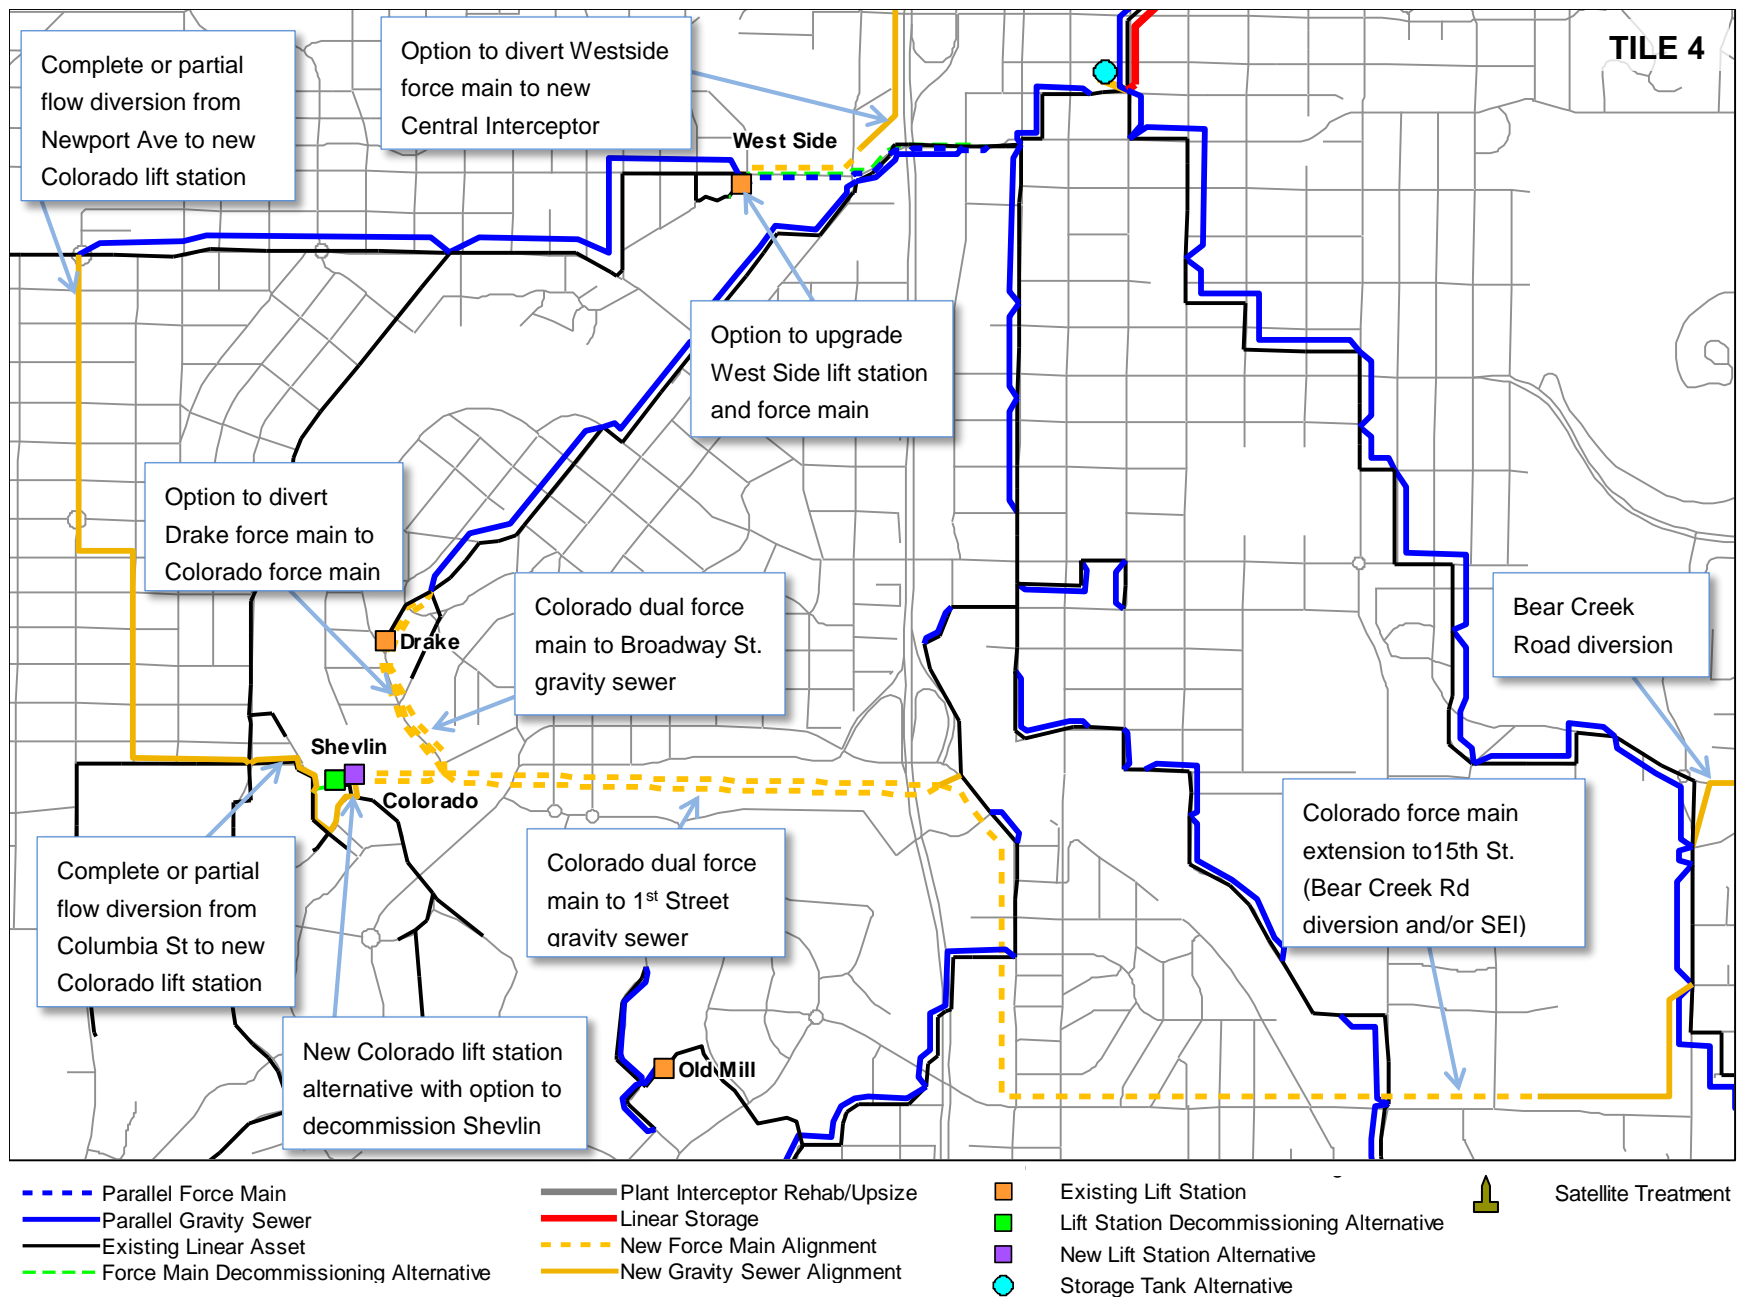 TILE 4
Complete or partial
flow diversion from
Newport Ave to new
Colorado lift station
Option to divert Westside
force main to new
Central Interceptor
West Side
Option to upgrade
West Side lift station
and force main
Option to divert
Drake force main to
Colorado force main
Drake
Colorado dual force
main to Broadway St.
gravity sewer
Bear Creek
Road diversion
Shevlin
Colorado
Colorado dual force
main to 1st Street
gravity sewer
Colorado force main
extension to15th St.
(Bear Creek Rd
diversion and/or SEI)
Complete or partial
flow diversion from
Columbia St to new
Colorado lift station
New Colorado lift station
alternative with option to
decommission Shevlin
Old Mill
Parallel Force Main
Parallel Gravity Sewer
Existing Linear Asset
Force Main Decommissioning Alternative
Plant Interceptor Rehab/Upsize
Linear Storage
New Force Main Alignment
New Gravity Sewer Alignment
Existing Lift Station
Lift Station Decommissioning Alternative
New Lift Station Alternative
Storage Tank Alternative
Satellite Treatment